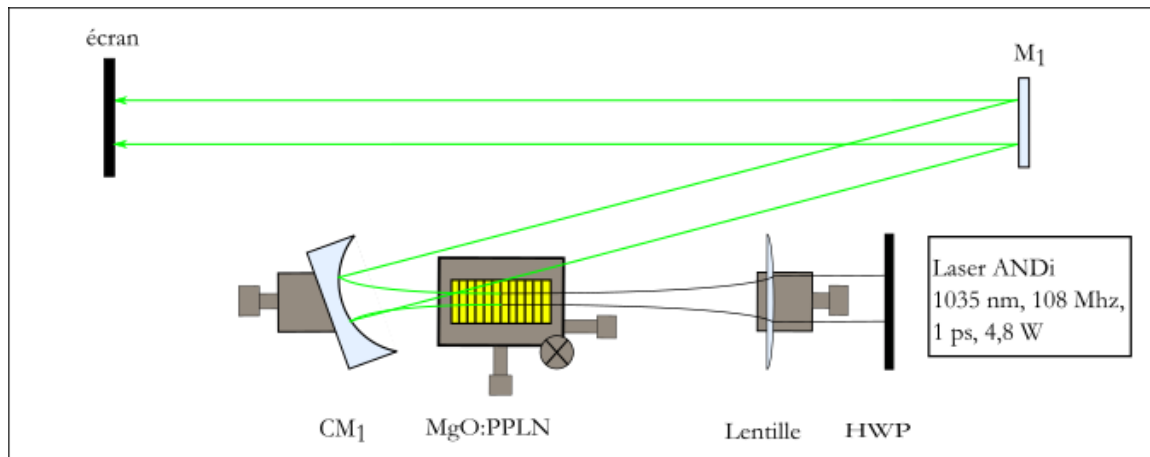 écran
M1
Laser ANDi
1035 nm, 108 Mhz,
1 ps, 4,8 W
CM1
MgO:PPLN
Lentille
HWP